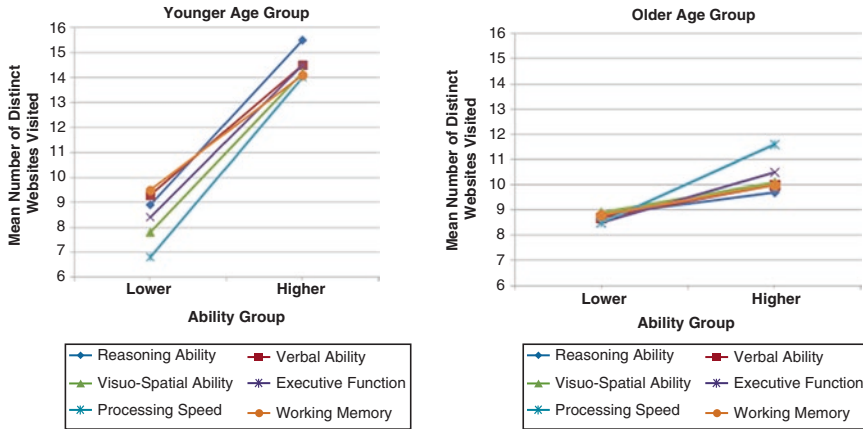 Younger Age Group
16
15
14
13
12
11
10
9
8
7
6
Mean Number of Distinct
Websites Visited
Lower
Higher
Ability Group
Reasoning Ability
Verbal Ability
Visuo-Spatial Ability
Executive Function
Processing Speed
Working Memory
Older Age Group
16
15
14
13
12
11
10
9
8
7
6
Mean Number of Distinct
Websites Visited
Lower
Higher
Ability Group
Reasoning Ability
Verbal Ability
Visuo-Spatial Ability
Executive Function
Processing Speed
Working Memory